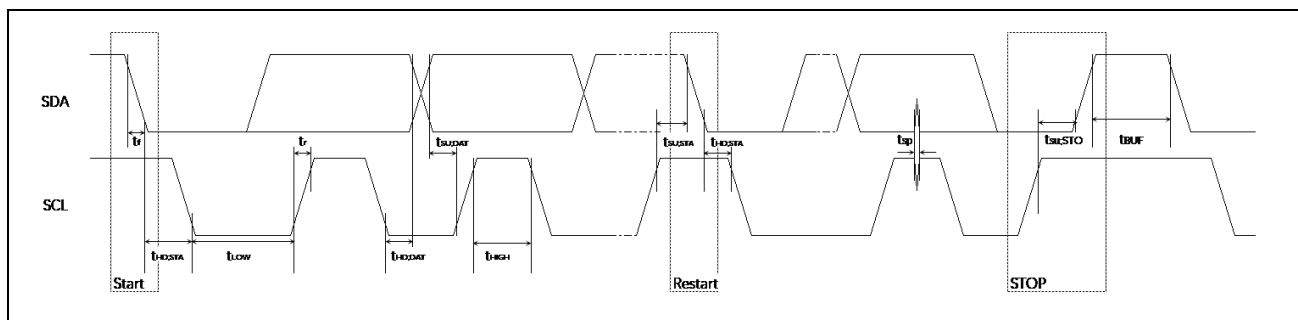 SDA
tf
tr
tSU,DAT
tSU,STA
tHD,STA
tsp
tsu;STO
tBUF
SCL
tHD,STA
tLOW
tHD,DAT
tHIGH
Start
Restart
STOP